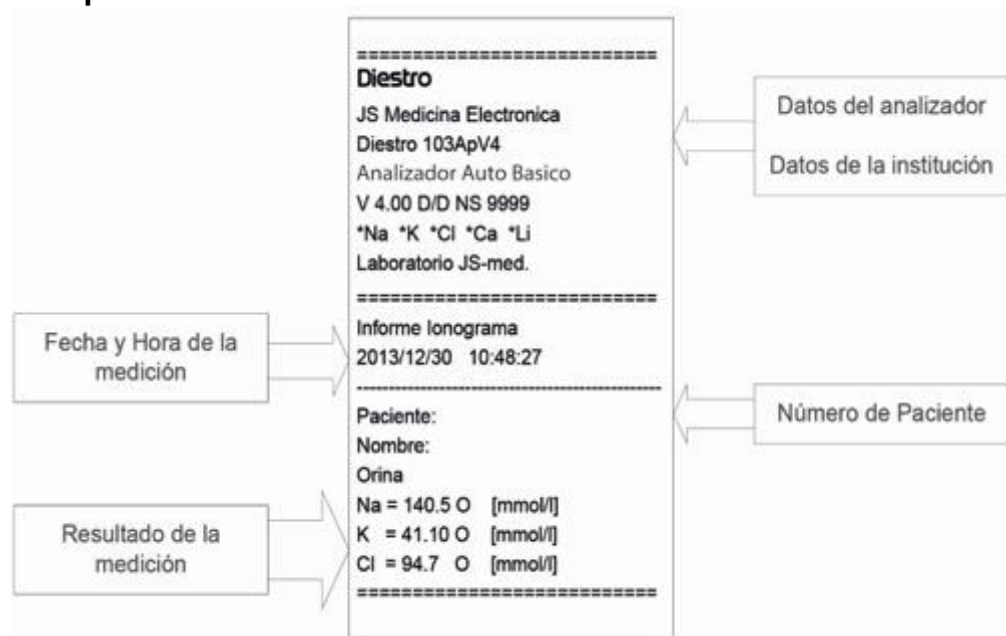 ===========================
Diestro
JS Medicina Electronica
Diestro 103ApV4
Analizador Auto Basico
V 4.00 D/D NS 9999
*Na *K *Cl *Ca *Li
Laboratorio JS-med.
===========================
Informe Ionograma
2013/12/30 10:48:27
--------------------------------------------------
Paciente:
Nombre:
Orina
Na = 140.5 O [mmol/l]
K = 41.10 O [mmol/l]
Cl = 94.7 O [mmol/l]
===========================
Datos del analizador
Datos de la institución
Fecha y Hora de la
medición
Número de Paciente
Resultado de la
medición